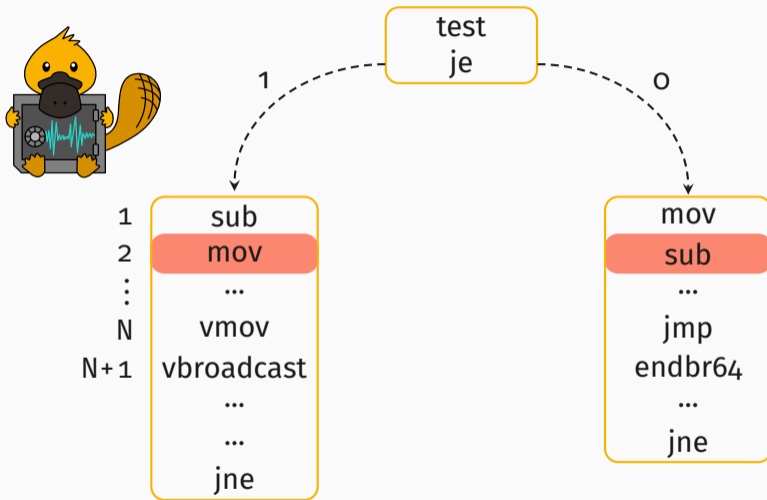 test
je
1
0
1 sub
2 mov
⋮ ...
N vmov
N+1 vbroadcast
...
...
jne
mov
sub
...
jmp
endbr64
...
jne